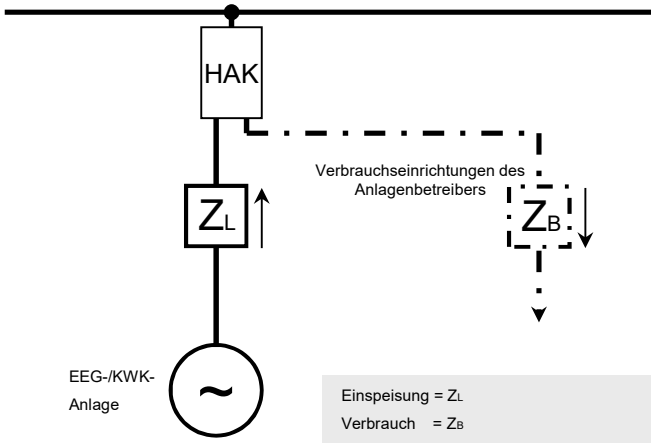 HAK
Verbrauchseinrichtungen des
Anlagenbetreibers
ZL
ZB
EEG-/KWK-
Anlage
~
Einspeisung = ZL
Verbrauch = ZB